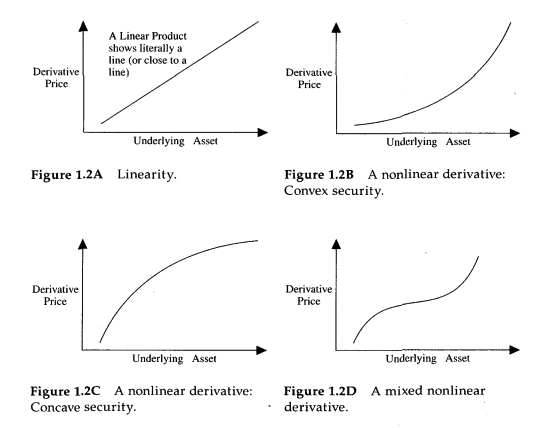 A Linear Product
shows literally a
line (or close to a
line)
Derivative
Price
Underlying Asset
Figure 1.2A Linearity.
Derivative
Price
Underlying Asset
Figure 1.2B A nonlinear derivative:
Convex security.
Derivative
Price
Underlying Asset
Figure 1.2C A nonlinear derivative:
Concave security.
Derivative
Price
Underlying Asset
Figure 1.2D A mixed nonlinear
derivative.